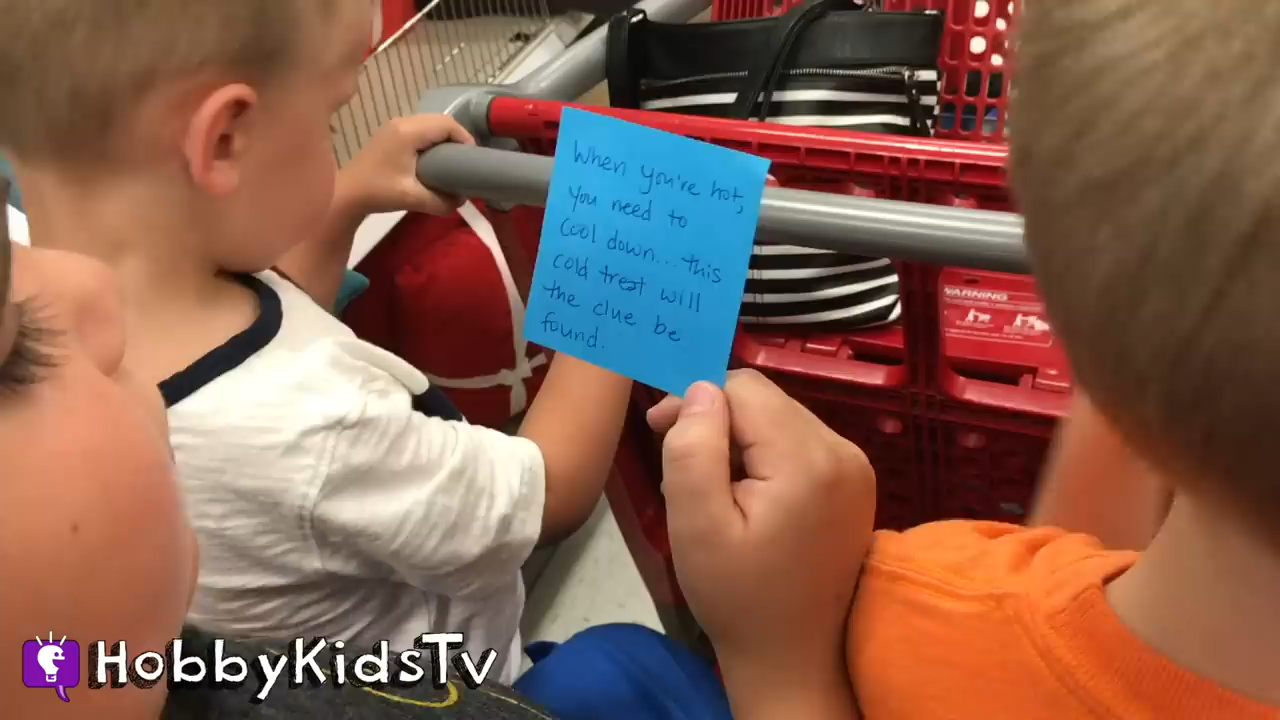 When you're hot,
you need to
cool down... this
cold treat will
the clue be
found.
WARNING
HobbyKidsTv